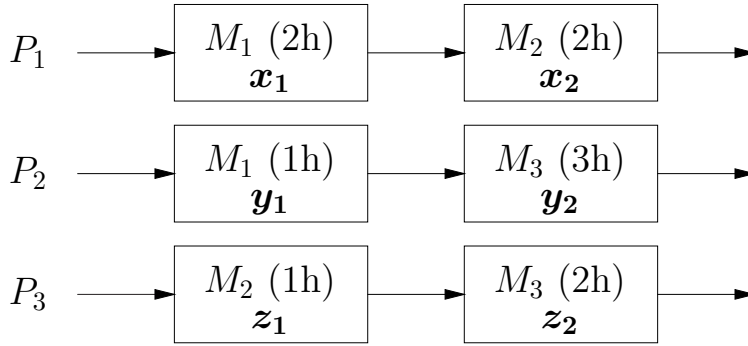 P₁ M₁ (2h) M₂ (2h)
x₁ x₂
P₂ M₁ (1h) M₃ (3h)
y₁ y₂
P₃ M₂ (1h) M₃ (2h)
z₁ z₂